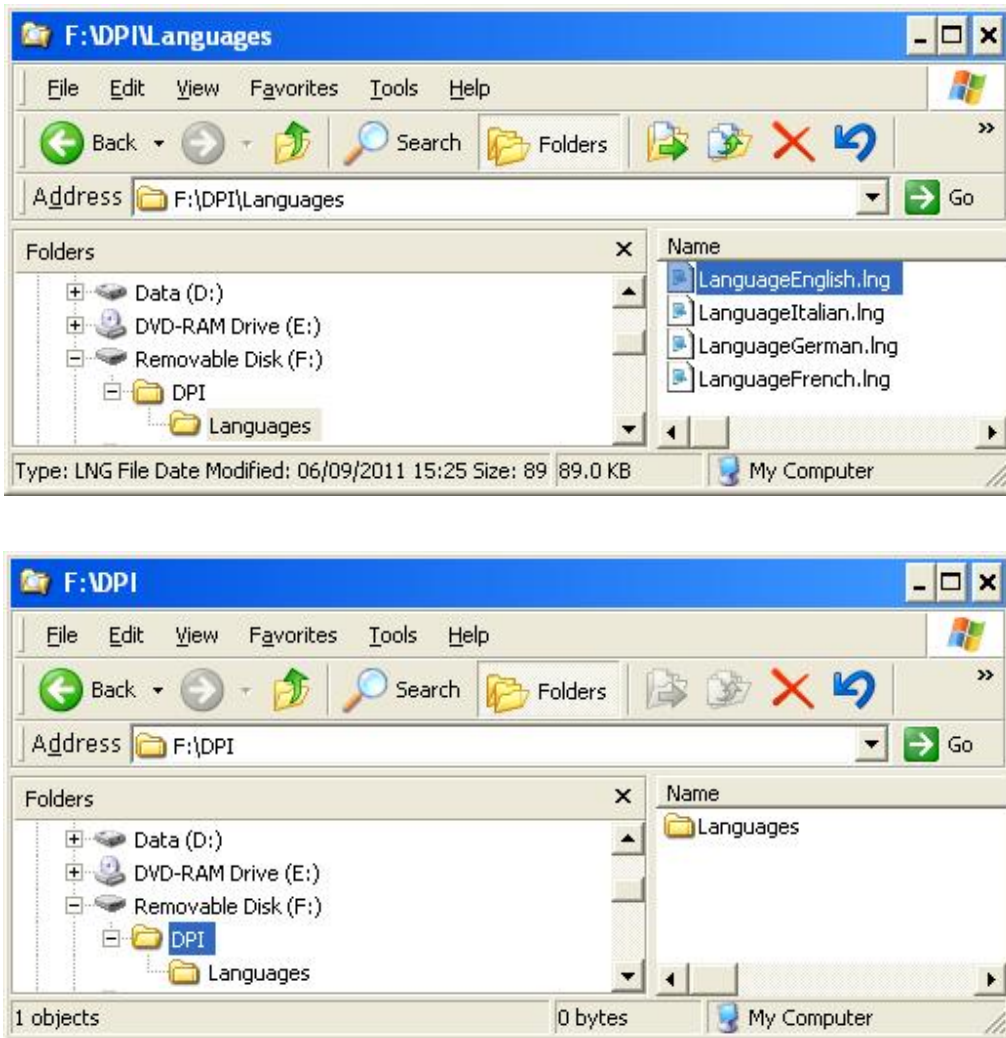 F:\DPI\Languages
File Edit View Favorites Tools Help
Back Search Folders »
Address F:\DPI\Languages Go
Folders Name
Data (D:) LanguageEnglish.lng
DVD-RAM Drive (E:) LanguageItalian.lng
Removable Disk (F:) LanguageGerman.lng
DPI LanguageFrench.lng
Languages
Type: LNG File Date Modified: 06/09/2011 15:25 Size: 89 89.0 KB My Computer
F:\DPI
File Edit View Favorites Tools Help
Back Search Folders »
Address F:\DPI Go
Folders Name
Data (D:) Languages
DVD-RAM Drive (E:)
Removable Disk (F:)
DPI
Languages
1 objects 0 bytes My Computer